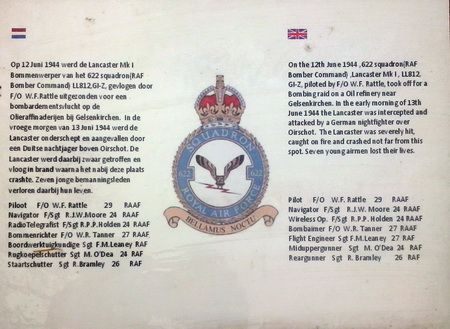 Op 12 Juni 1944 werd de Lancaster Mk I
Bommenwerper van het 622 squadron(RAF
Bomber Command) LL812,GI-Z, gevlogen door
F/O W.F.Rattle uitgezonden voor een
bombardementsvlucht op de
Olieraffinaderijen bij Gelsenkirchen. In de
vroege morgen van 13 Juni 1944 werd de
Lancaster onderschept en aangevallen door
een Duitse nachtjager boven Oirschot. De
Lancaster werd daarbij zwaar getroffen en
vloog in brand waarna het nabij deze plaats
crashte. Zeven jonge bemanningsleden
verloren daarbij hun leven.
Piloot F/O W.F. Rattle 29 RAAF
Navigator F/Sgt R.J.W.Moore 24 RAAF
RadioTelegrafist F/Sgt R.P.P.Holden 24 RAAF
Bommenrichter F/O W.R. Tanner 27 RAAF
Boordwerktuigkundige Sgt F.M.Leaney RAF
Rugkoepelschutter Sgt M. O'Dea 24 RAF
Staartschutter Sgt R.Bramley 26 RAF
SQUADRON
622 622
ROYAL AIR FORCE
BELLAMUS NOCTU
On the 12th June 1944 ,622 squadron(RAF
Bomber Command) ,Lancaster Mk I , LL812,
GI-Z, piloted by F/O W.F. Rattle, took off for a
Bombing raid on a Oil refinery near
Gelsenkirchen. In the early morning of 13th
June 1944 the Lancaster was intercepted and
attacked by a German nightfighter over
Oirschot. The Lancaster was severely hit,
caught on fire and crashed not far from this
spot. Seven young airmen lost their lives.
Pilot F/O W.F. Rattle 29 RAAF
Navigator F/Sgt R.J.W. Moore 24 RAAF
Wireless Op. F/Sgt R.P.P. Holden 24 RAAF
Bombaimer F/O W.R. Tanner 27 RAAF
Flight Engineer Sgt F.M.Leaney RAF
Miduppergunner Sgt M. O'Dea 24 RAF
Reargunner Sgt R. Bramley 26 RAF